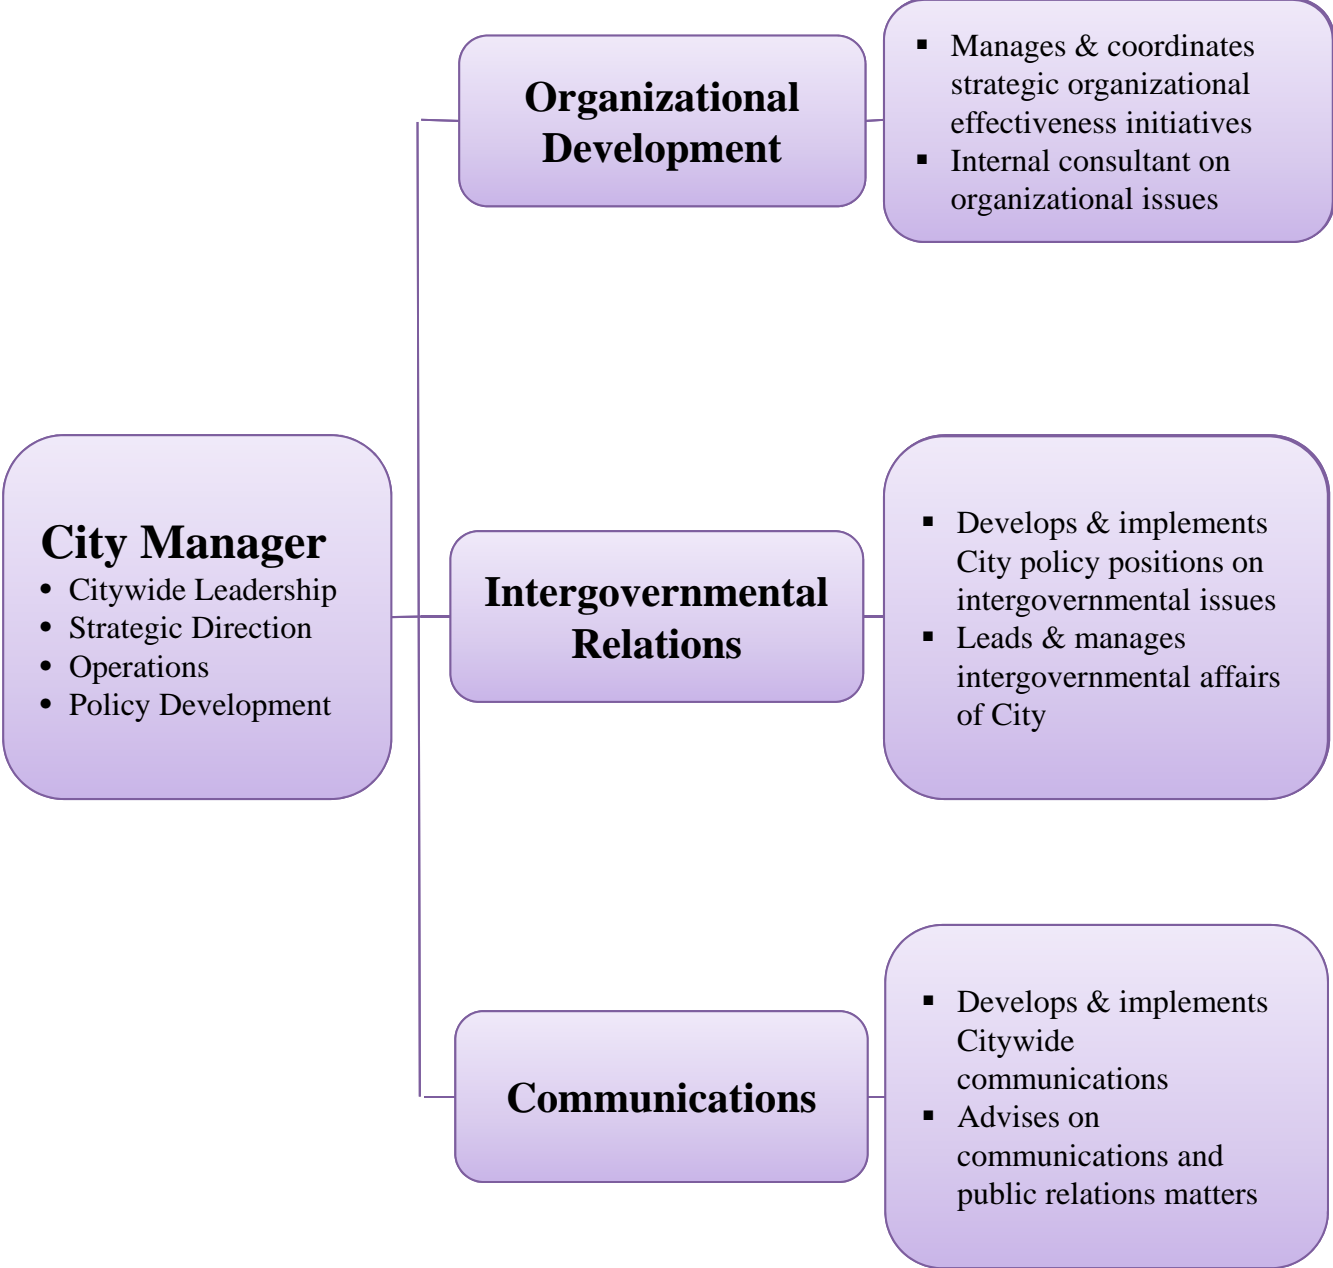 City Manager
• Citywide Leadership
• Strategic Direction
• Operations
• Policy Development
Organizational
Development
▪ Manages & coordinates
strategic organizational
effectiveness initiatives
▪ Internal consultant on
organizational issues
Intergovernmental
Relations
▪ Develops & implements
City policy positions on
intergovernmental issues
▪ Leads & manages
intergovernmental affairs
of City
Communications
▪ Develops & implements
Citywide
communications
▪ Advises on
communications and
public relations matters